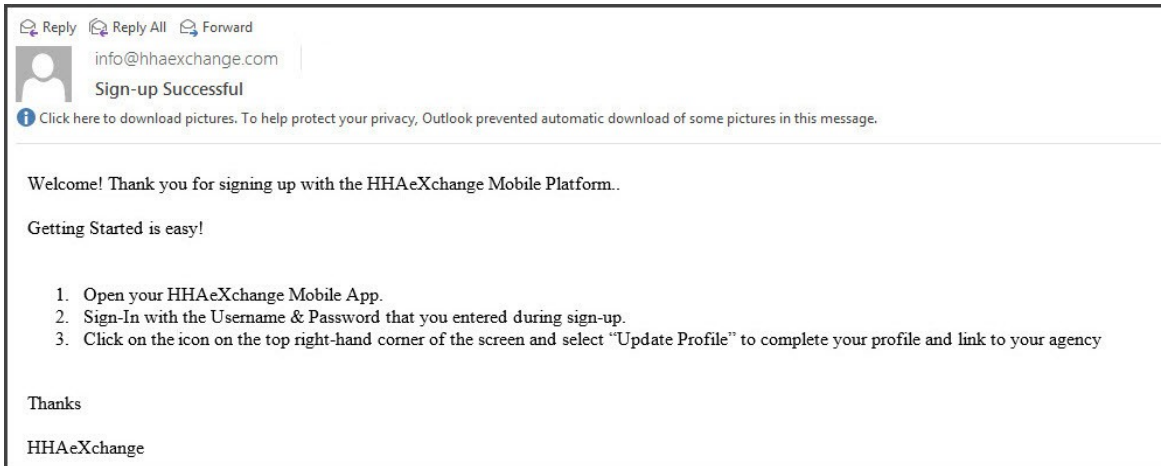 Reply Reply All Forward
info@hhaexchange.com
Sign-up Successful
Click here to download pictures. To help protect your privacy, Outlook prevented automatic download of some pictures in this message.
Welcome! Thank you for signing up with the HHAeXchange Mobile Platform..
Getting Started is easy!
1. Open your HHAeXchange Mobile App.
2. Sign-In with the Username & Password that you entered during sign-up.
3. Click on the icon on the top right-hand corner of the screen and select “Update Profile” to complete your profile and link to your agency
Thanks
HHAeXchange